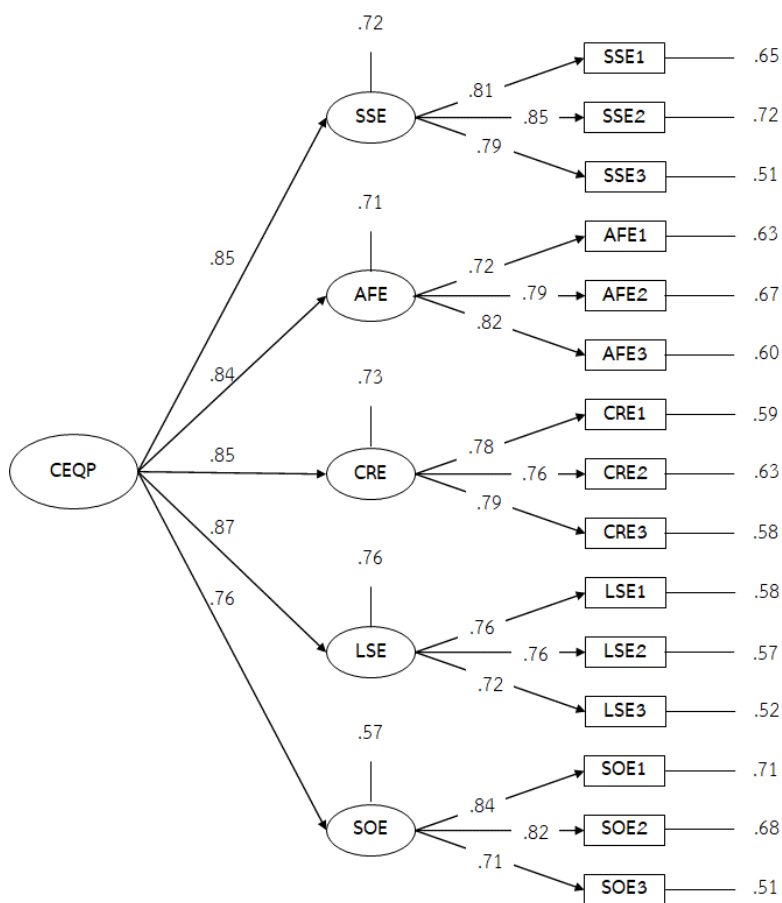 .72
SSE1 .65
.81
SSE .85 SSE2 .72
.79
SSE3 .51
.71
AFE1 .63
.85
.72
AFE .79 AFE2 .67
.82
AFE3 .60
.84
.73
CRE1 .59
.78
CEQP .85 CRE .76 CRE2 .63
.79
CRE3 .58
.87
.76
LSE1 .58
.76
.76
LSE .76 LSE2 .57
.72
LSE3 .52
.57
SOE1 .71
.84
SOE .82 SOE2 .68
.71
SOE3 .51